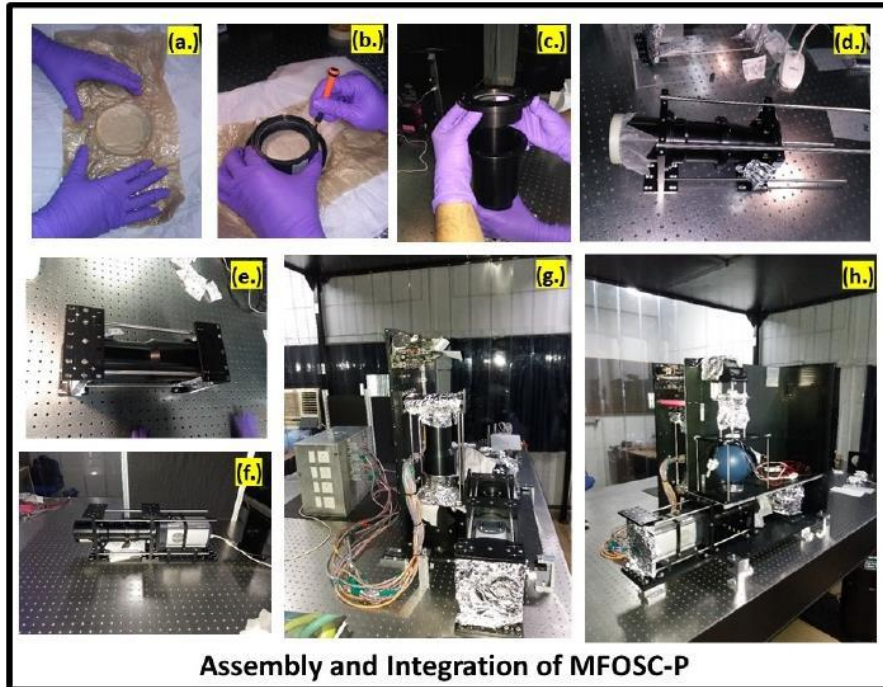 (a.)
(b.)
(c.)
(d.)
(e.)
(g.)
(h.)
(f.)
Assembly and Integration of MFOSC-P